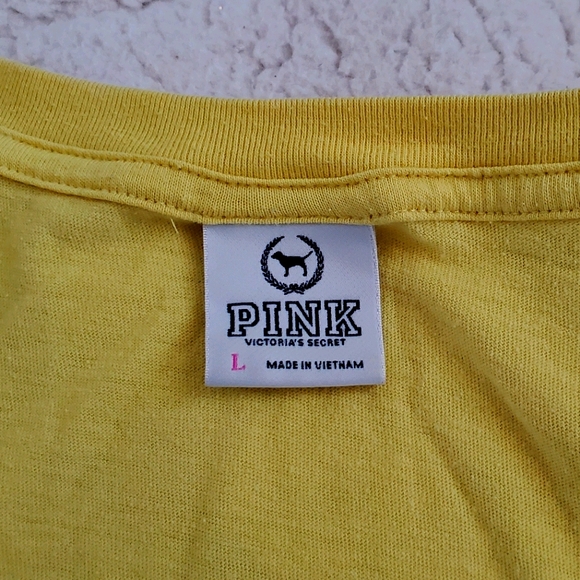 PINK
VICTORIA'S SECRET
L MADE IN VIETNAM